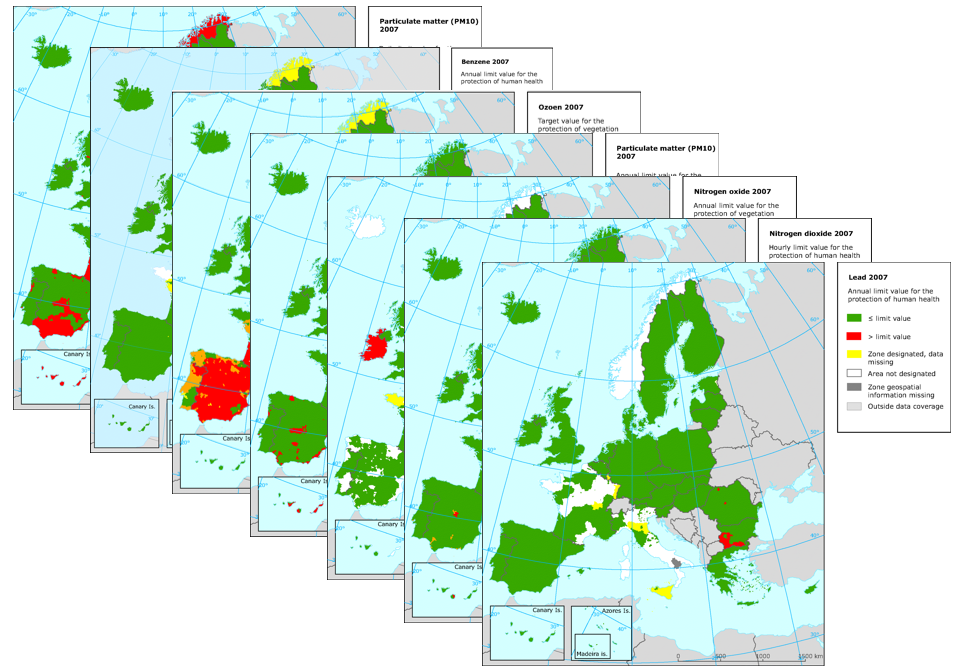 Particulate matter (PM10)
2007
Benzene 2007
Annual limit value for the
protection of human health
Ozoen 2007
Target value for the
protection of vegetation
Particulate matter (PM10)
2007
Annual limit value for the
Nitrogen oxide 2007
Annual limit value for the
protection of vegetation
Nitrogen dioxide 2007
Hourly limit value for the
protection of human health
Lead 2007
Annual limit value for the
protection of human health
≤ limit value
> limit value
Zone designated, data
missing
Area not designated
Zone geospatial
information missing
Outside data coverage
Canary Is
Canary Is.
Canary Is
Canary Is
Canary Is
Canary Is
Canary Is.
Azores Is.
Madeira is.
0 500 1000 1500 km